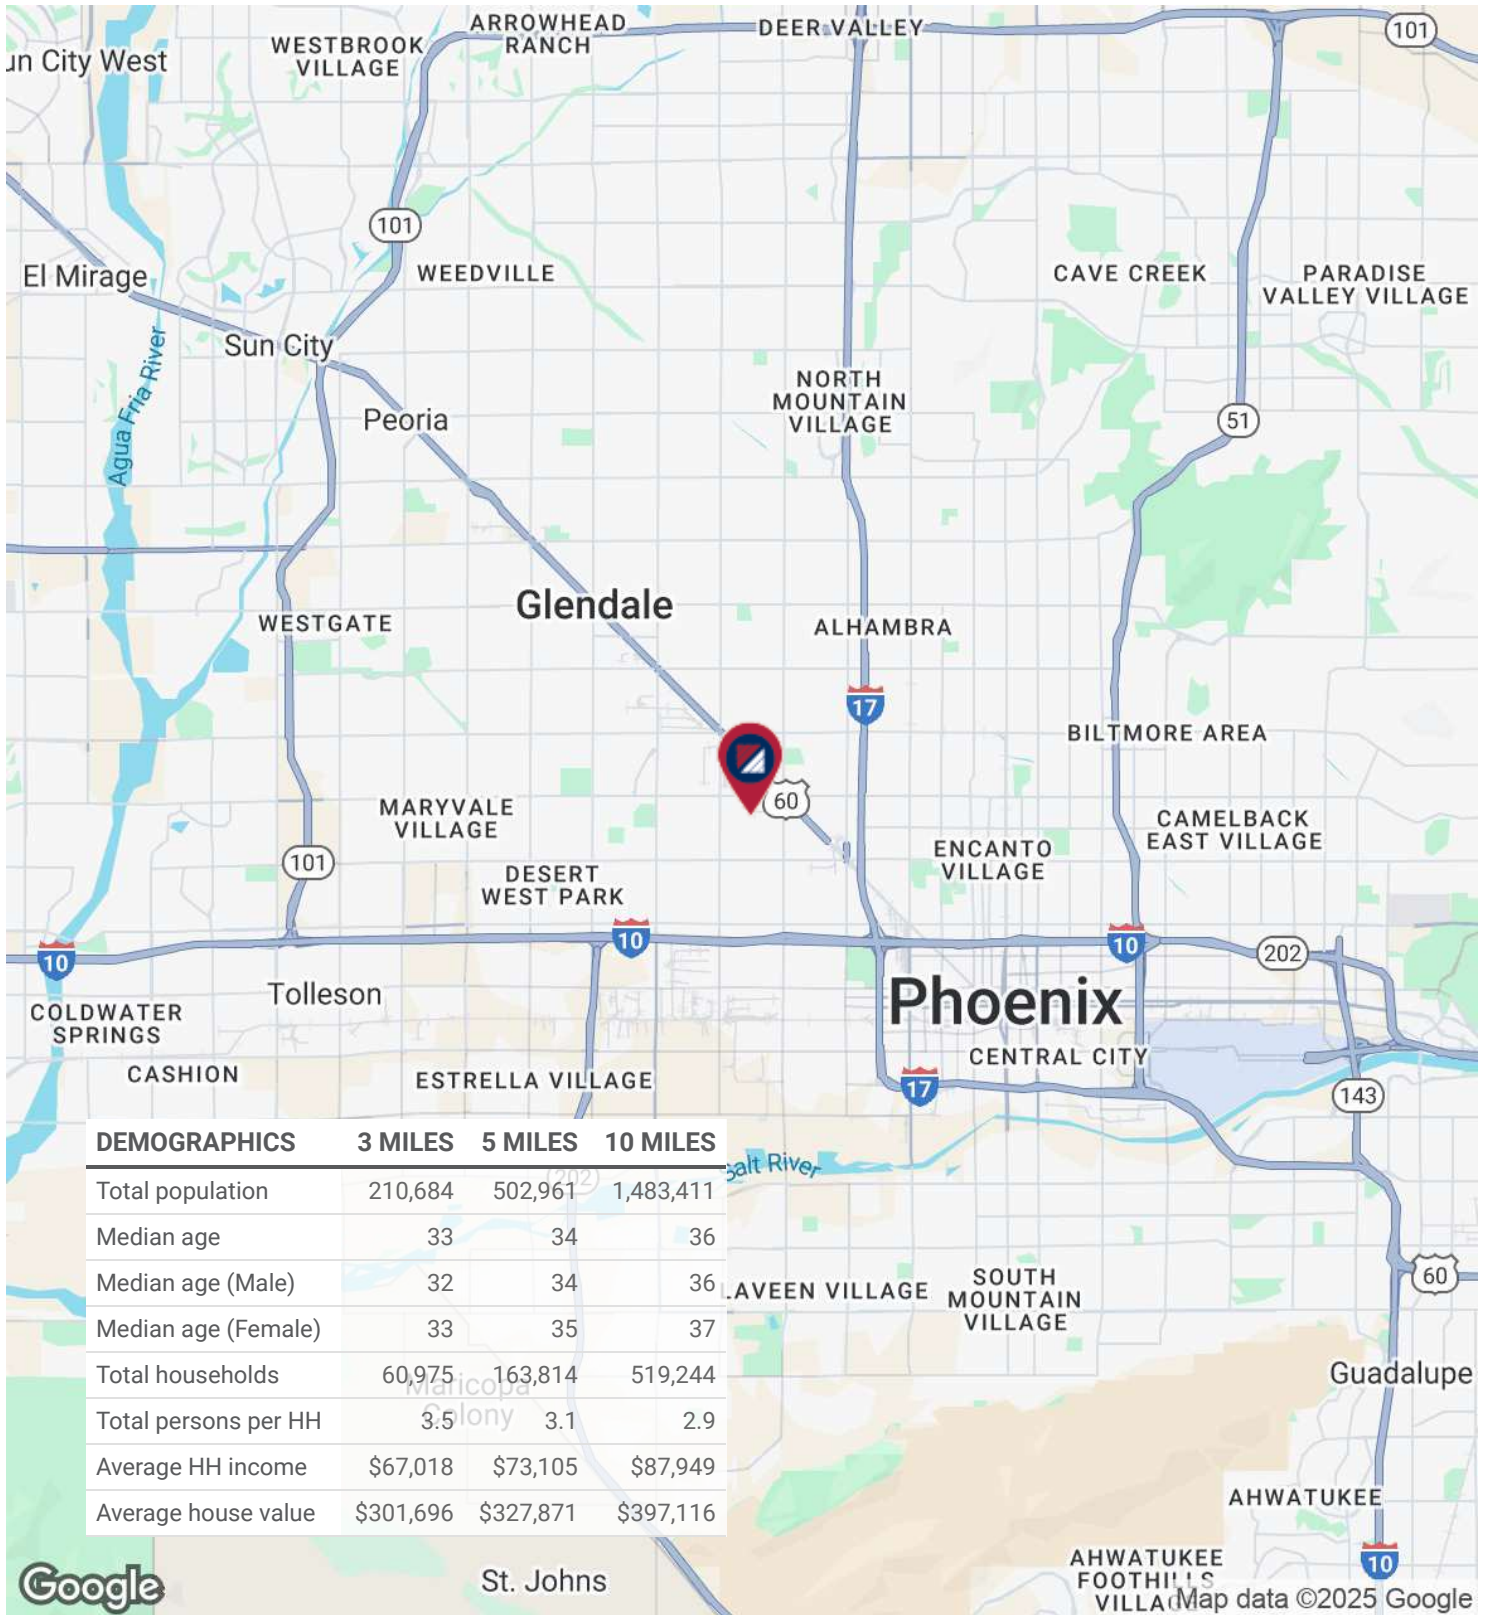 ARROWHEAD
RANCH
DEER VALLEY
101
WESTBROOK
VILLAGE
un City West
101
El Mirage
WEEDVILLE
CAVE CREEK
PARADISE
VALLEY VILLAGE
Sun City
Agua Fria River
Peoria
NORTH
MOUNTAIN
VILLAGE
51
Glendale
WESTGATE
ALHAMBRA
17
BILTMORE AREA
60
MARYVALE
VILLAGE
CAMELBACK
EAST VILLAGE
101
DESERT
WEST PARK
ENCANTO
VILLAGE
10
10
10
202
Tolleson
Phoenix
COLDWATER
SPRINGS
CENTRAL CITY
CASHION
ESTRELLA VILLAGE
17
143
DEMOGRAPHICS 3 MILES 5 MILES 10 MILES
Total population 210,684 502,961 1,483,411
Median age 33 34 36
Median age (Male) 32 34 36
Median age (Female) 33 35 37
Total households 60,975 163,814 519,244
Total persons per HH 3.5 3.1 2.9
Average HH income $67,018 $73,105 $87,949
Average house value $301,696 $327,871 $397,116
202
Salt River
Maricopa
Colony
LAVEEN VILLAGE
SOUTH
MOUNTAIN
VILLAGE
60
Guadalupe
AHWATUKEE
10
AHWATUKEE
FOOTHILLS
St. Johns
Google
Map data ©2025 Google